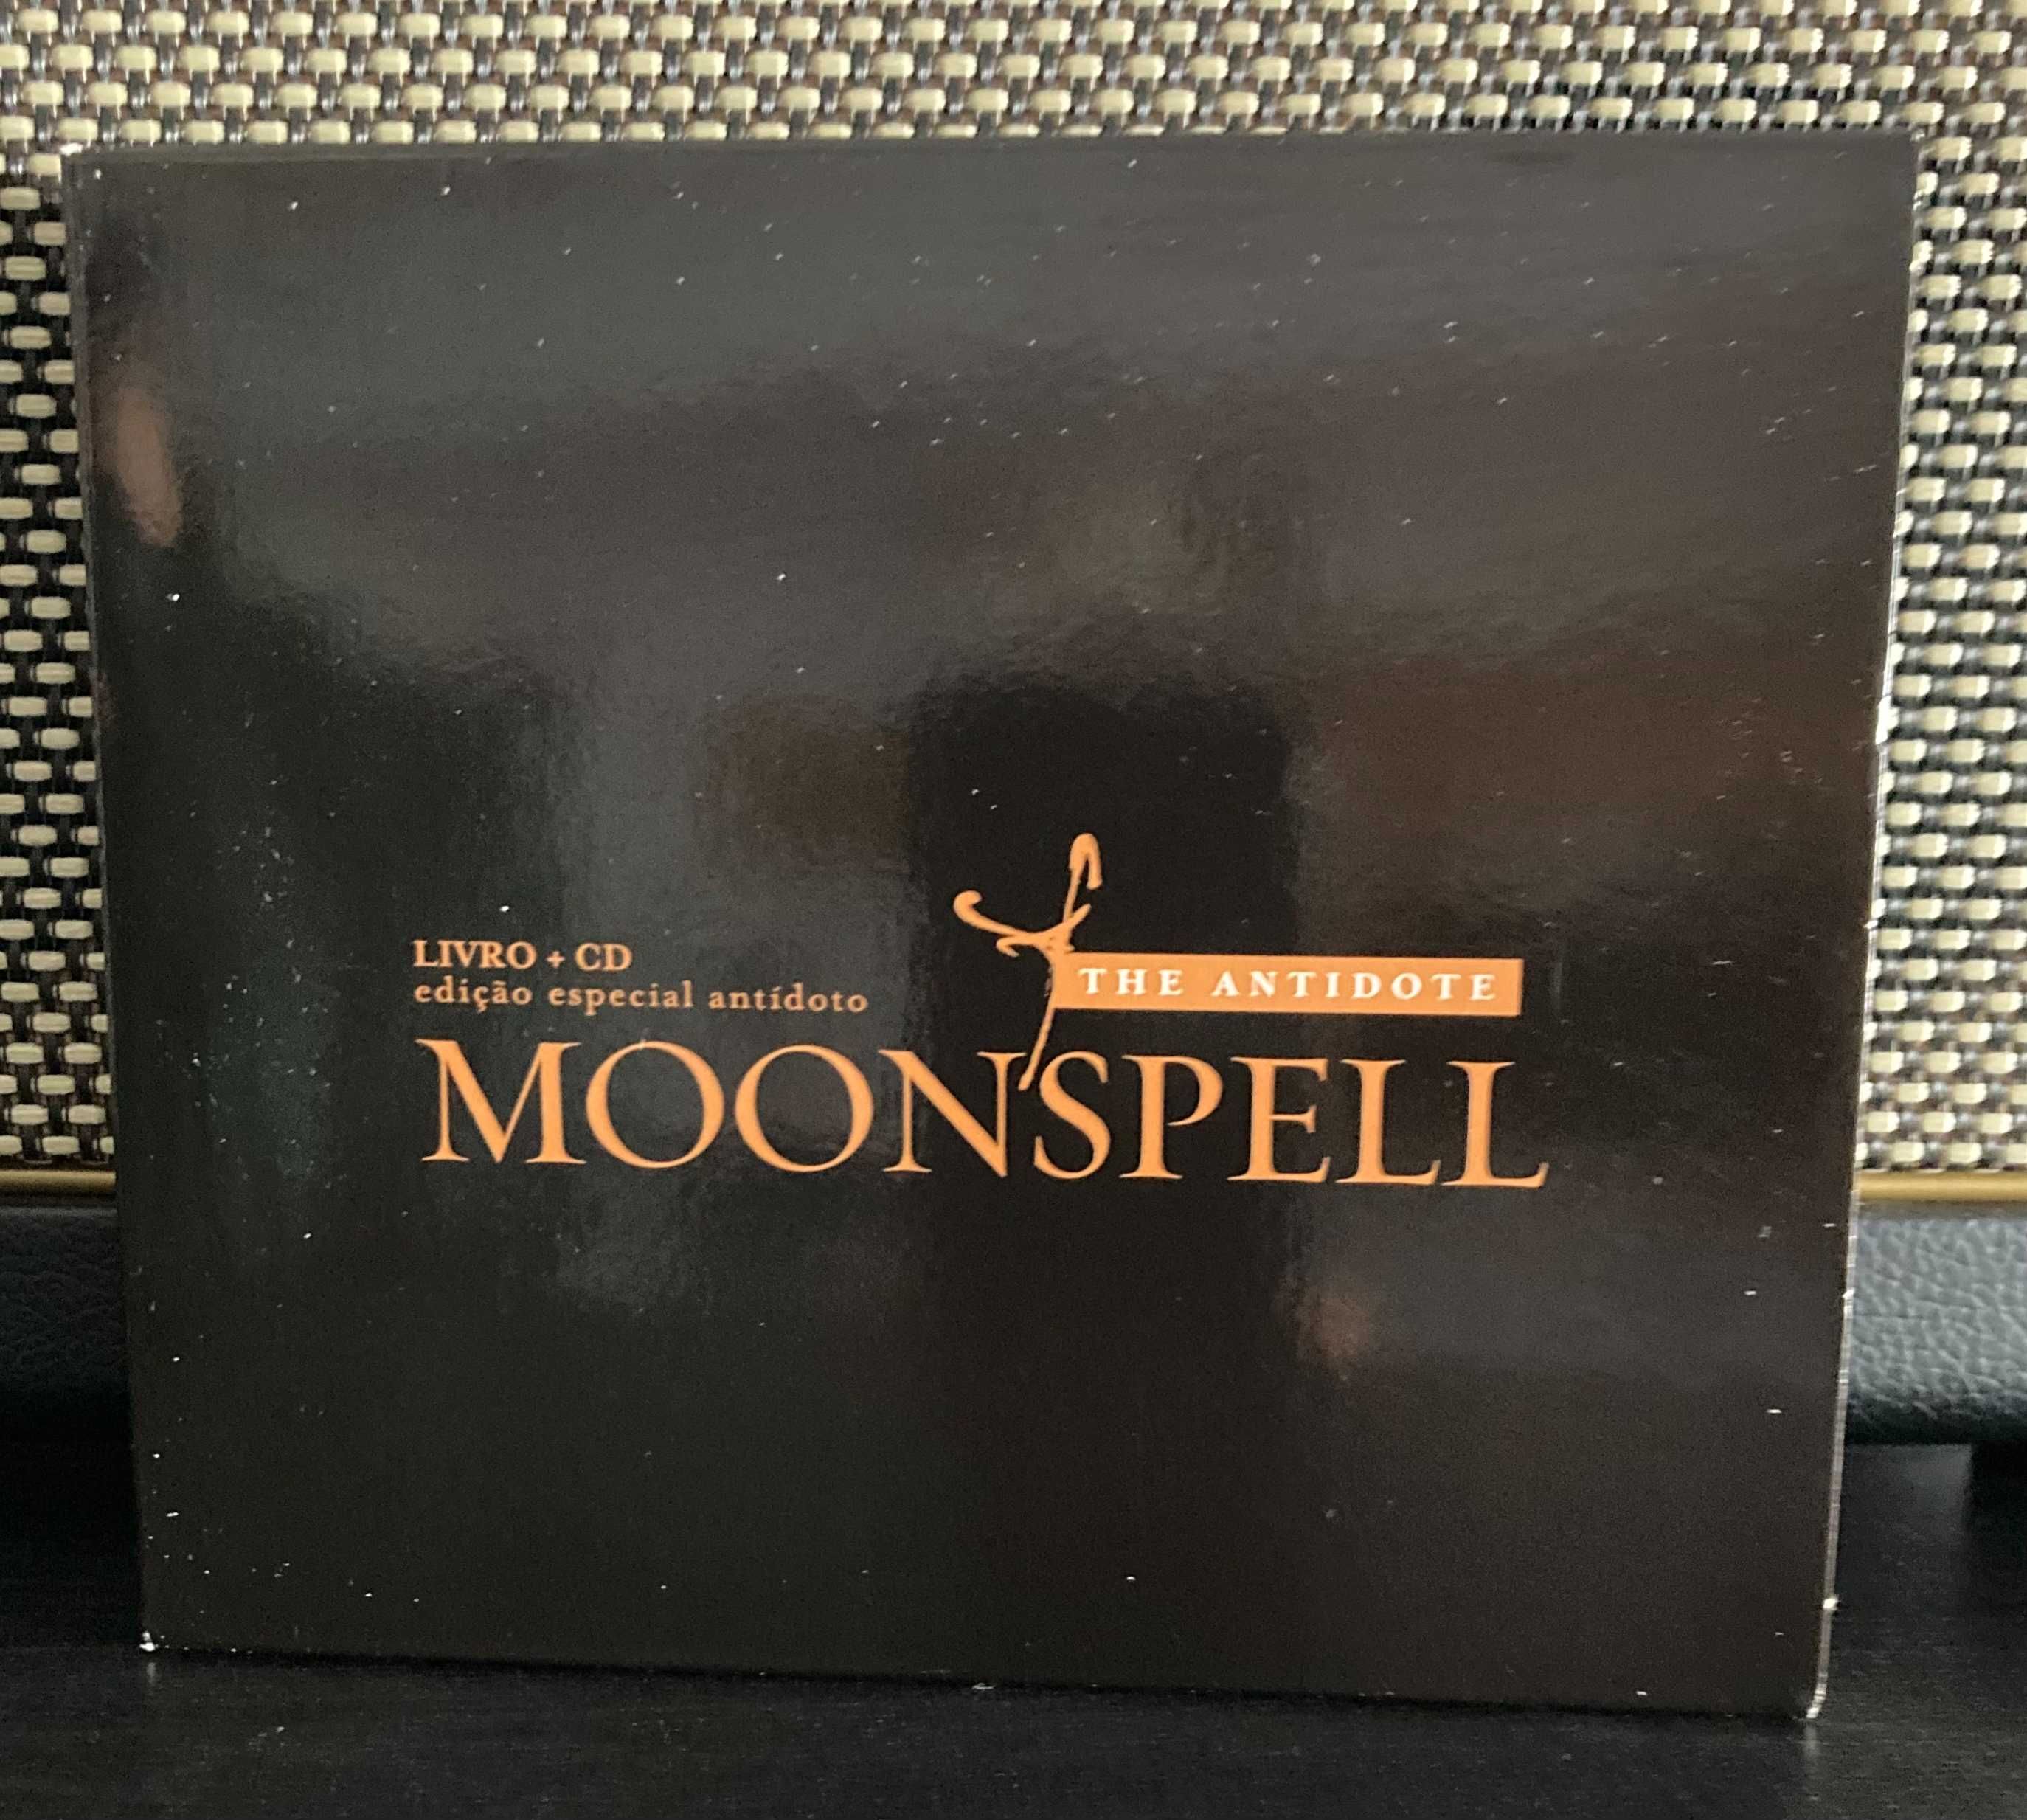 LIVRO + CD
edição especial antídoto
THE ANTIDOTE
MOONSPELL